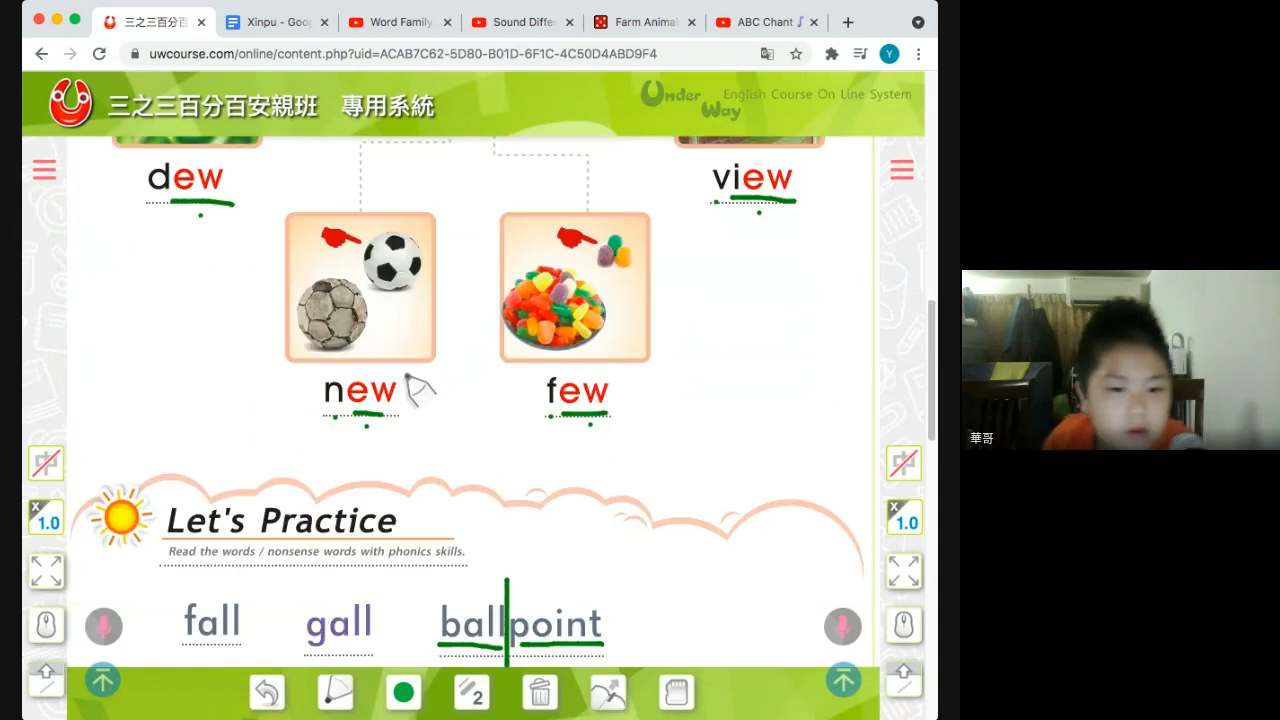 三之三百分百
Xinpu - Goog
Word Family
Sound Differ
Farm Animal
ABC Chant
uwcourse.com/online/content.php?uid=ACAB7C62-5D80-B01D-6F1C-4C50D4ABD9F4
Y
三之三百分百安親班 專用系統
Under Way English Course On Line System
dew
view
new
few
中 中
x 1.0 x 1.0
Let's Practice
Read the words / nonsense words with phonics skills.
fall gall ballpoint
2
華哥